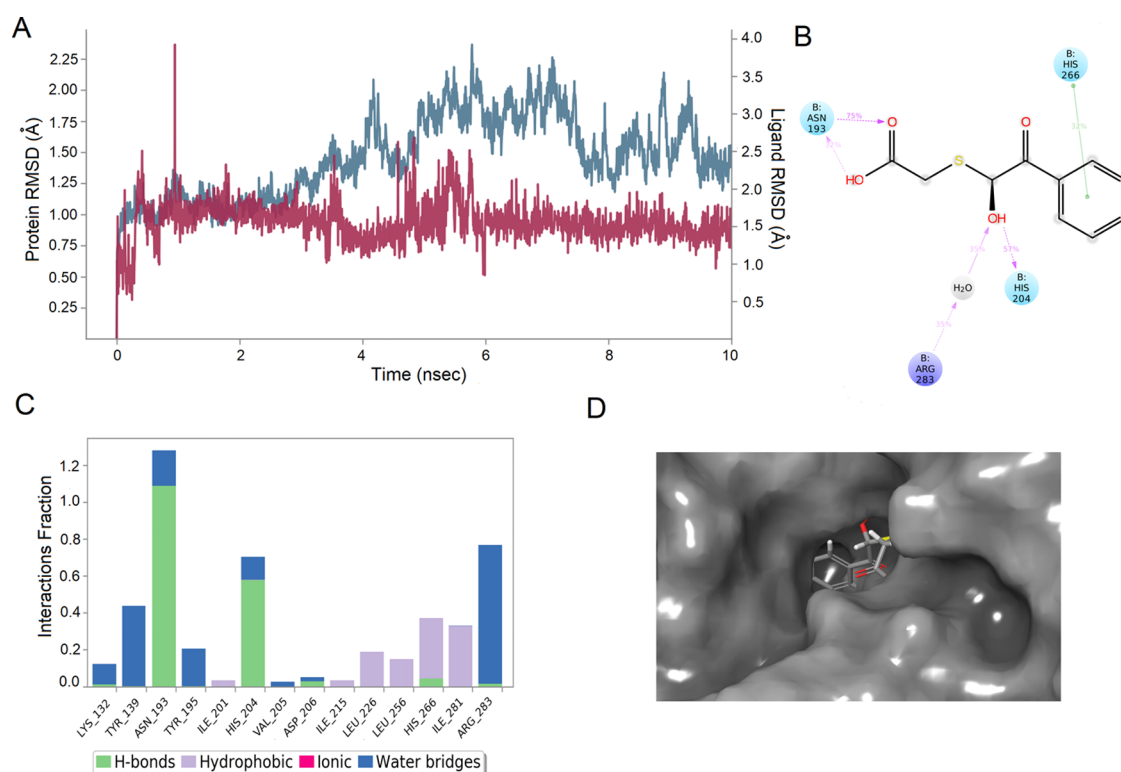 A
2.25
2.00
1.75
1.50
1.25
1.00
0.75
0.50
0.25
Protein RMSD (Å)
4.0
3.5
3.0
2.5
2.0
1.5
1.0
0.5
Ligand RMSD (Å)
0 2 4 6 8 10
Time (nsec)
B
B:
HIS
266
B:
ASN
193
75%
O
O
S
HO
OH
35%
57%
H₂O
B:
HIS
204
35%
B:
ARG
283
C
1.2
1.0
0.8
0.6
0.4
0.2
0.0
Interactions Fraction
LYS_132 TYR_139 ASN_193 TYR_195 ILE_201 HIS_204 VAL_205 ASP_206 ILE_215 LEU_226 LEU_256 HIS_266 ILE_281 ARG_283
H-bonds Hydrophobic Ionic Water bridges
D